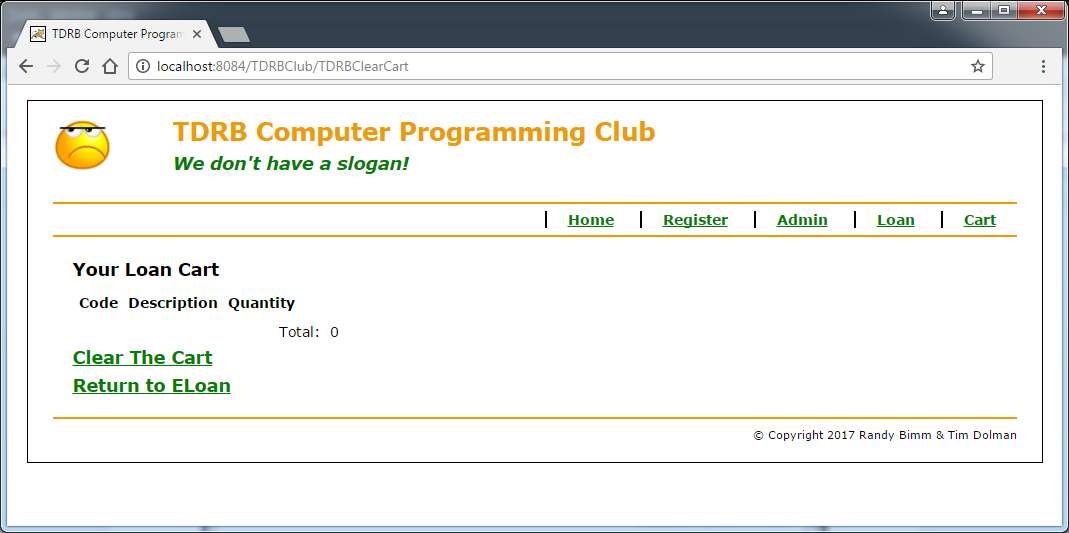 TDRB Computer Program
localhost:8084/TDRBClub/TDRBClearCart
TDRB Computer Programming Club
We don't have a slogan!
Home Register Admin Loan Cart
Your Loan Cart
Code Description Quantity
Total: 0
Clear The Cart
Return to ELoan
© Copyright 2017 Randy Bimm & Tim Dolman